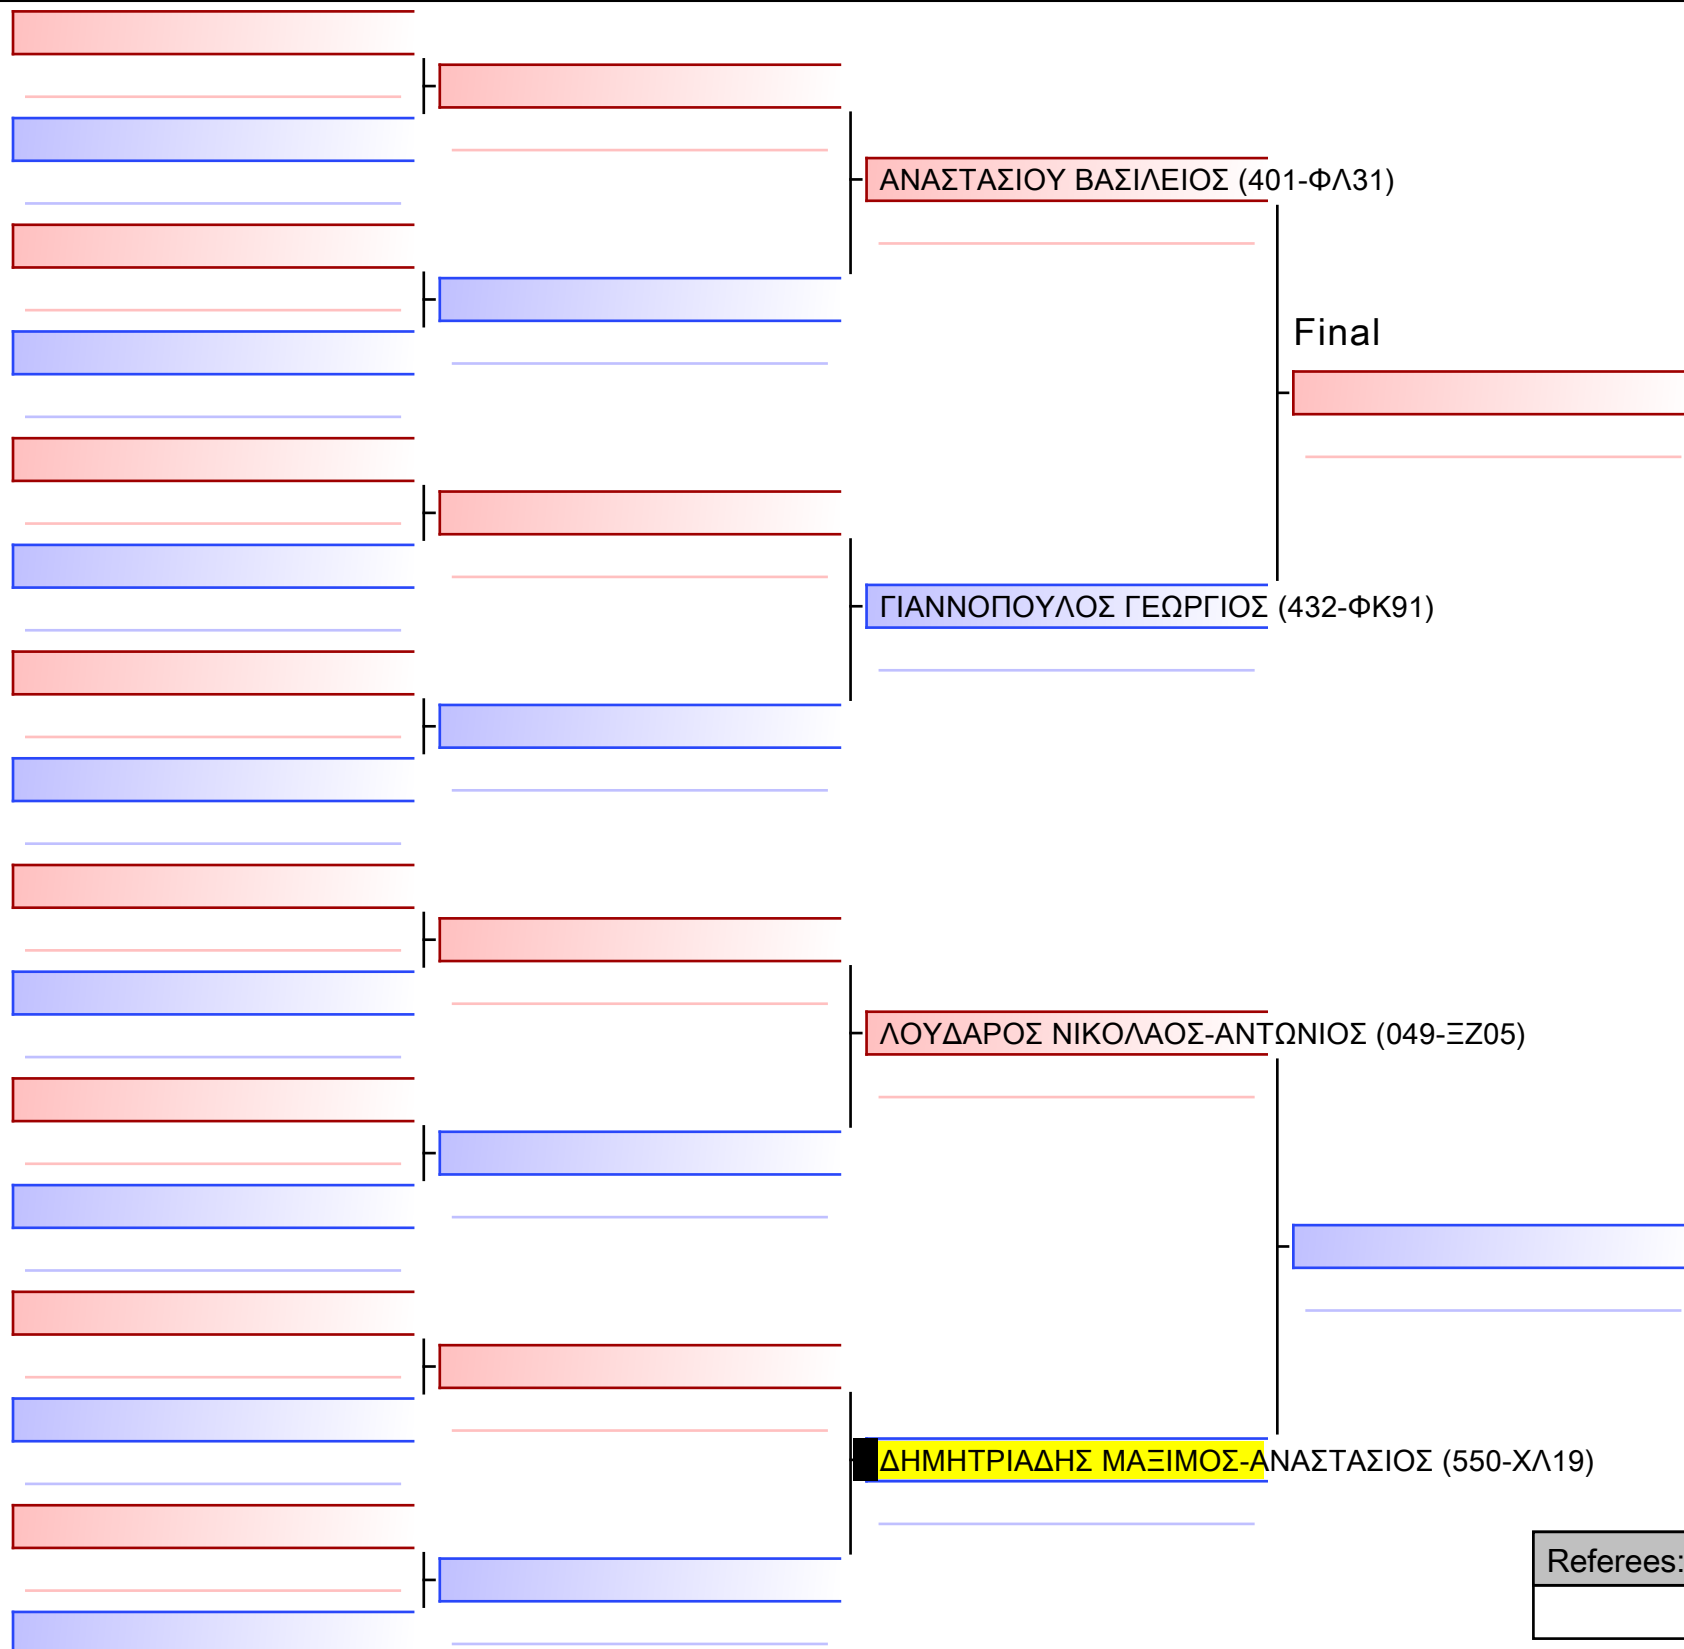 ΑΝΑΣΤΑΣΙΟΥ ΒΑΣΙΛΕΙΟΣ (401-ΦΛ31)
Final
ΓΙΑΝΝΟΠΟΥΛΟΣ ΓΕΩΡΓΙΟΣ (432-ΦΚ91)
ΛΟΥΔΑΡΟΣ ΝΙΚΟΛΑΟΣ-ΑΝΤΩΝΙΟΣ (049-ΞΖ05)
ΔΗΜΗΤΡΙΑΔΗΣ ΜΑΞΙΜΟΣ-ΑΝΑΣΤΑΣΙΟΣ (550-ΧΛ19)
Referees: